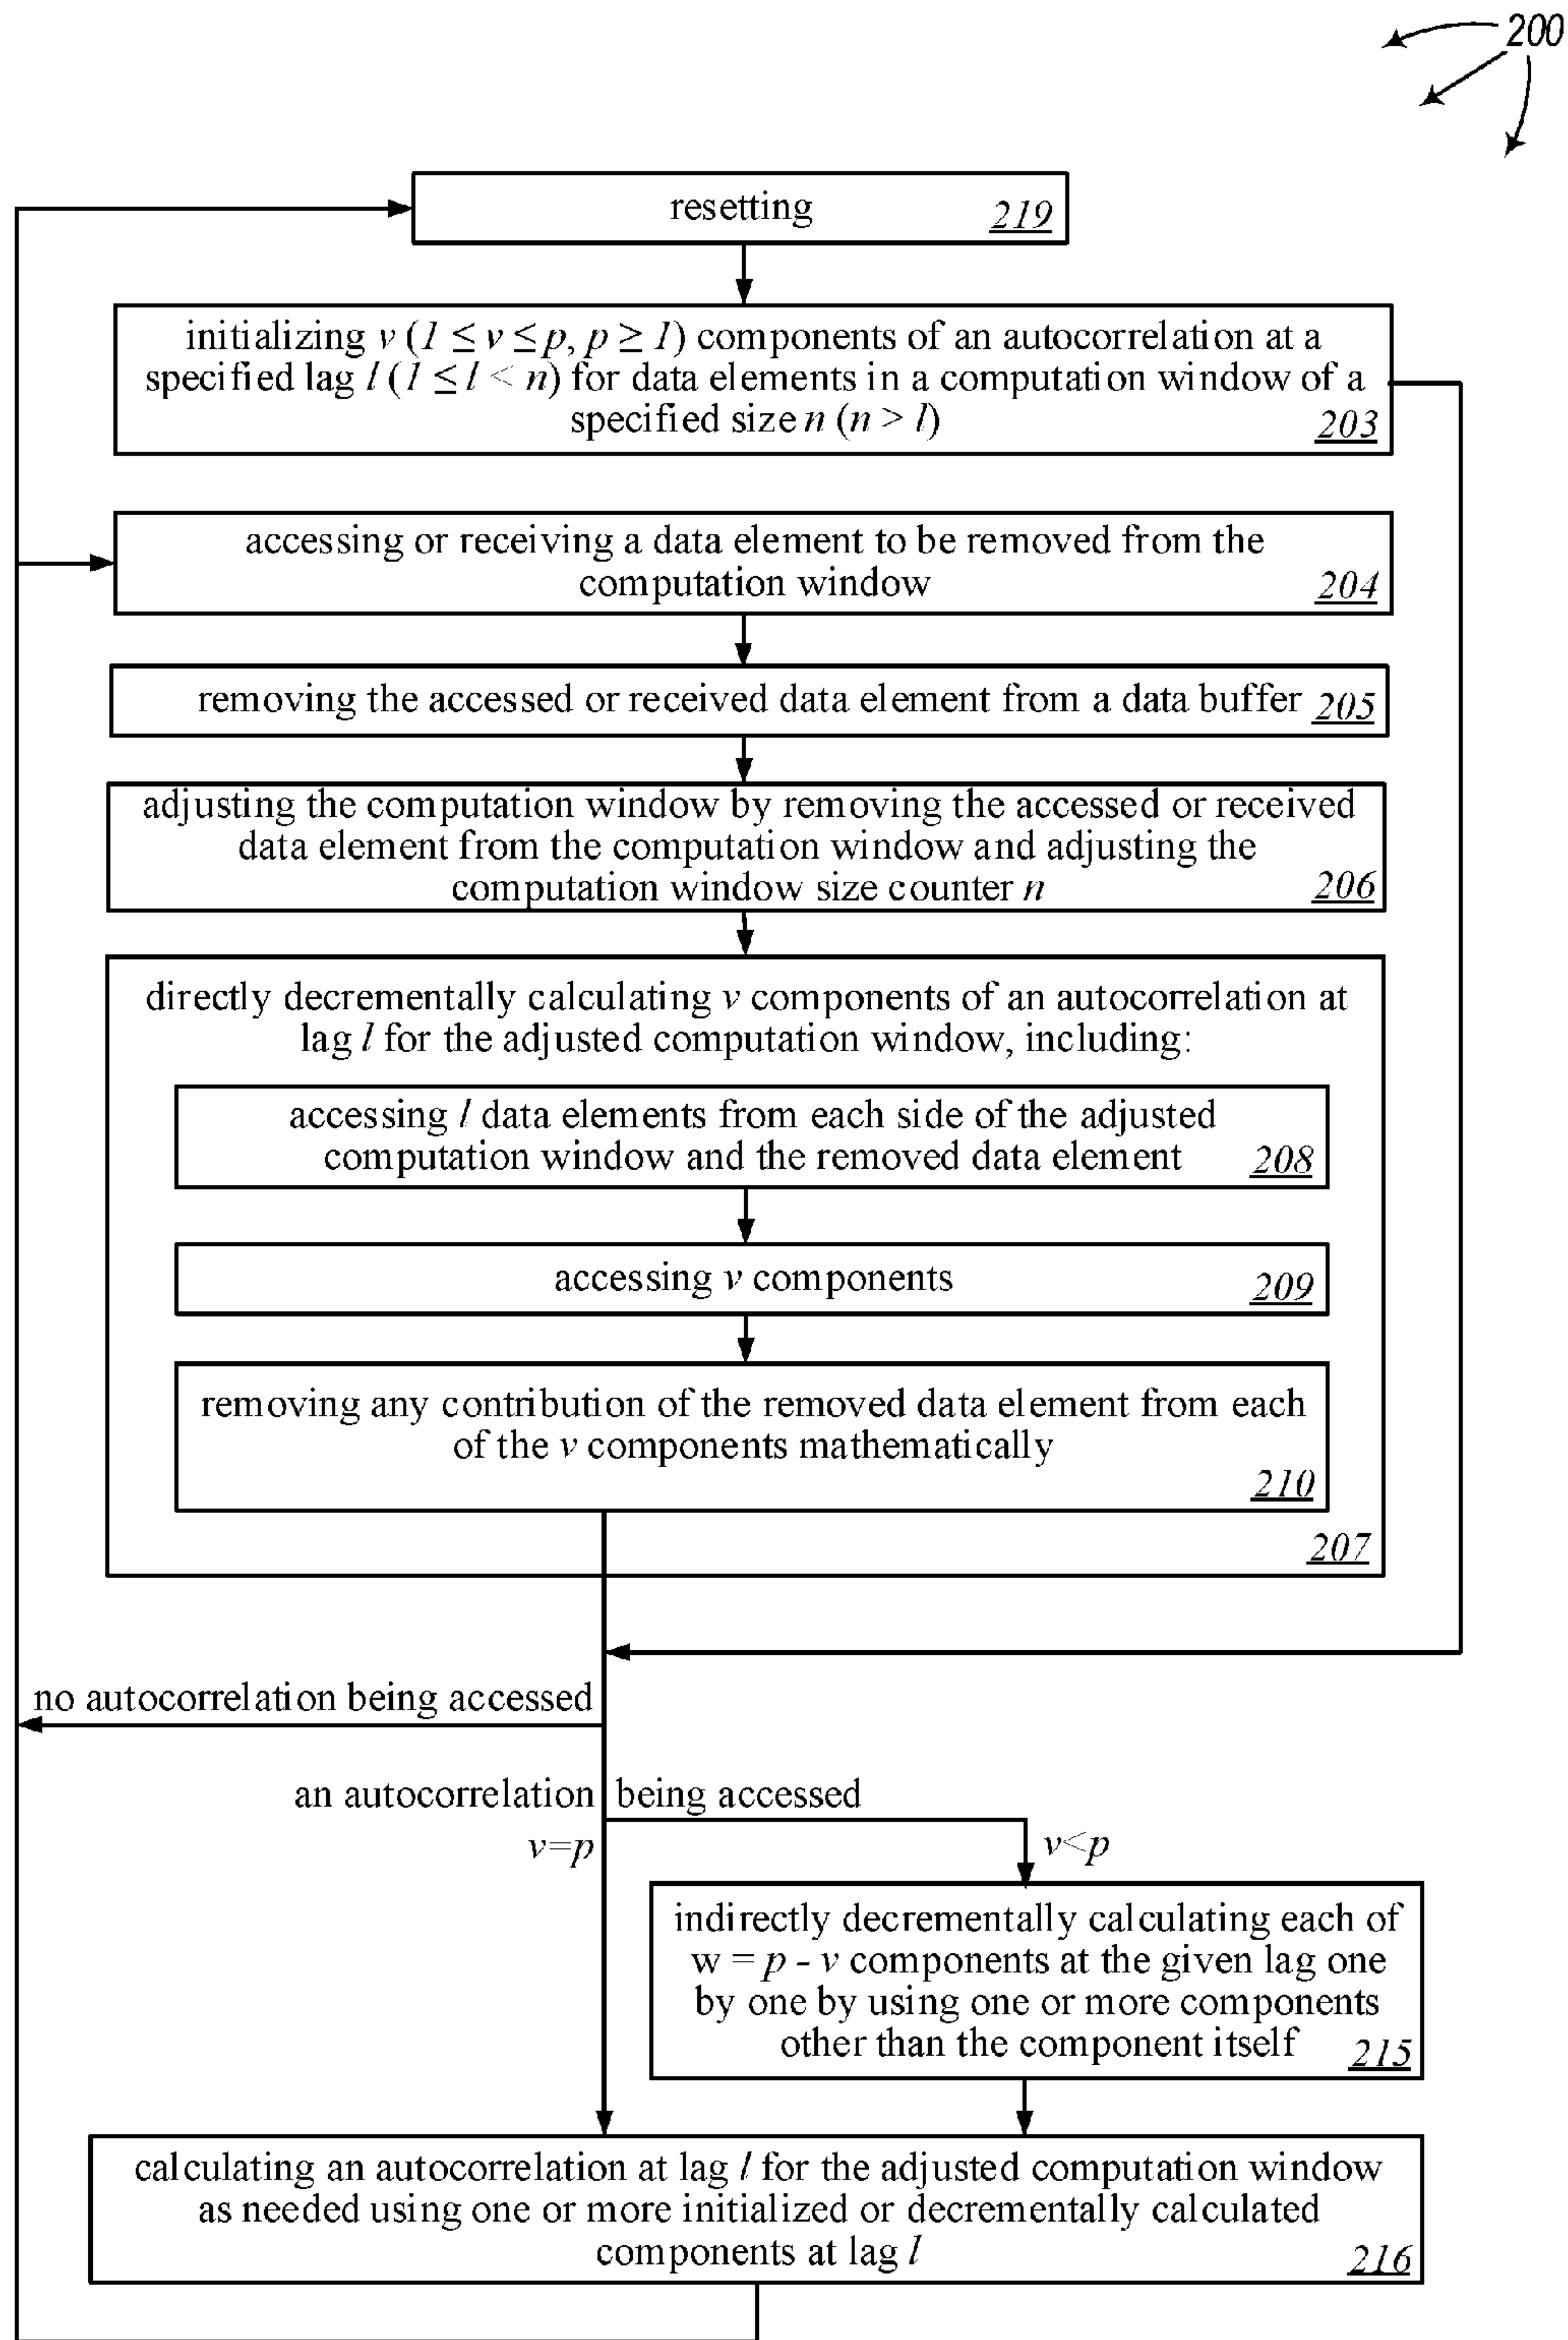 200
resetting 219
initializing v (1 ≤ v ≤ p, p ≥ 1) components of an autocorrelation at a
specified lag l (1 ≤ l < n) for data elements in a computation window of a
specified size n (n > l) 203
accessing or receiving a data element to be removed from the
computation window 204
removing the accessed or received data element from a data buffer 205
adjusting the computation window by removing the accessed or received
data element from the computation window and adjusting the
computation window size counter n 206
directly decrementally calculating v components of an autocorrelation at
lag l for the adjusted computation window, including:
accessing l data elements from each side of the adjusted
computation window and the removed data element 208
accessing v components 209
removing any contribution of the removed data element from each
of the v components mathematically
210
207
no autocorrelation being accessed
an autocorrelation being accessed
v=p v<p
indirectly decrementally calculating each of
w = p - v components at the given lag one
by one by using one or more components
other than the component itself 215
calculating an autocorrelation at lag l for the adjusted computation window
as needed using one or more initialized or decrementally calculated
components at lag l 216